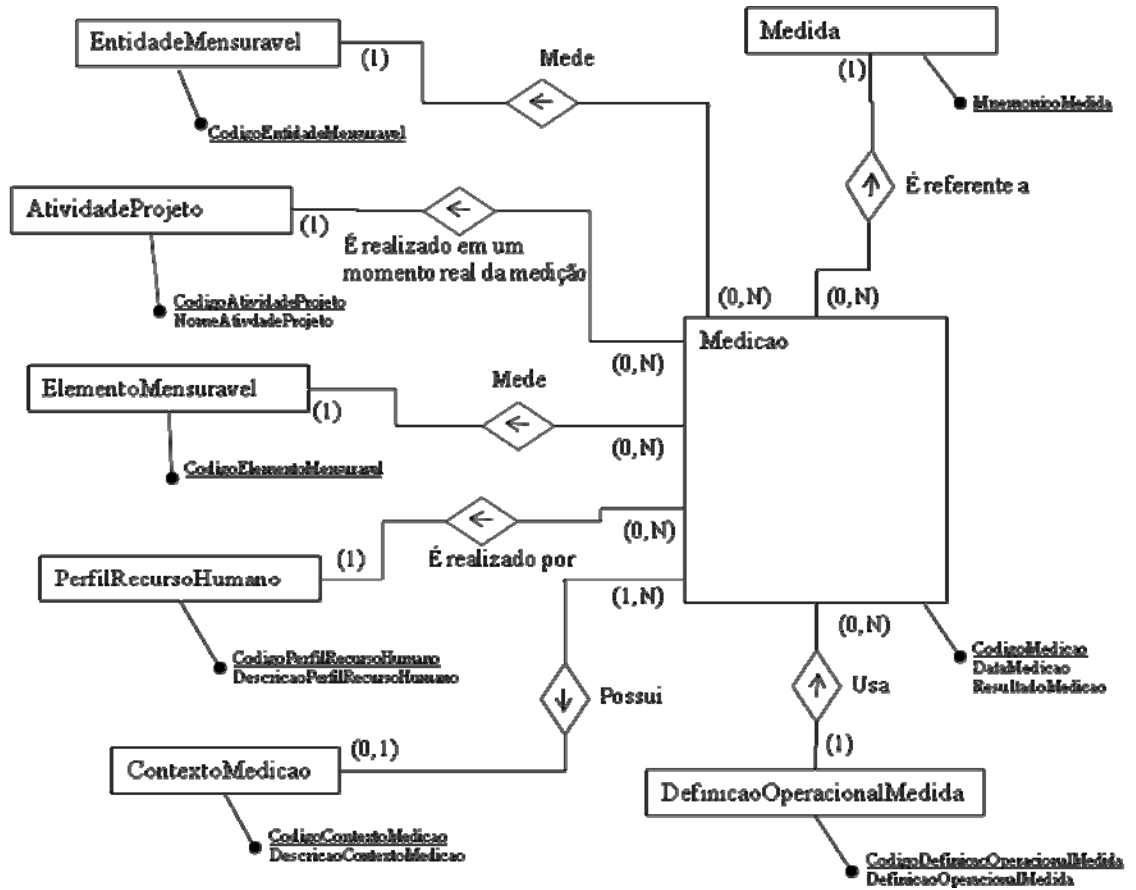 EntidadeMensuravel
(1)
Mede
Medida
(1)
MnemonicoMedida
CodigoEntidadeMensuravel
AtividadeProjeto
(1)
É realizado em um
momento real da medição
É referente a
CodigoAtividadeProjeto
NomeAtivdadeProjeto
(0,N)
(0,N)
Medicao
(0,N)
ElementoMensuravel
(1)
Mede
(0,N)
CodigoElementoMensuravel
(0,N)
É realizado por
PerfilRecursoHumano
(1)
(1,N)
CodigoPerfilRecursoHumano
DescricaoPerfilRecursoHumano
(0,N)
CodigoMedicao
DataMedicao
ResultadoMedicao
Possui
Usa
ContextoMedicao
(0,1)
(1)
DefinicaoOperacionalMedida
CodigoContextoMedicao
DescricaoContextoMedicao
CodigoDefinicaoOperacionalMedida
DefinicaoOperacionalMedida